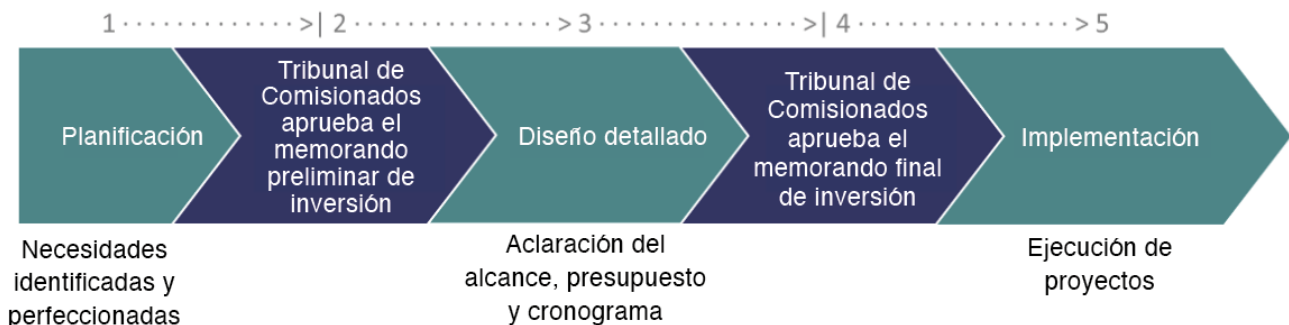 1 · · · · · · · · · · · · >| 2 · · · · · · · · · · · · · > 3 · · · · · · · · · · · · · >| 4 · · · · · · · · · · · · · > 5
Planificación
Tribunal de
Comisionados
aprueba el
memorando
preliminar de
inversión
Diseño detallado
Tribunal de
Comisionados
aprueba el
memorando final
de inversión
Implementación
Necesidades
identificadas y
perfeccionadas
Aclaración del
alcance, presupuesto
y cronograma
Ejecución de
proyectos